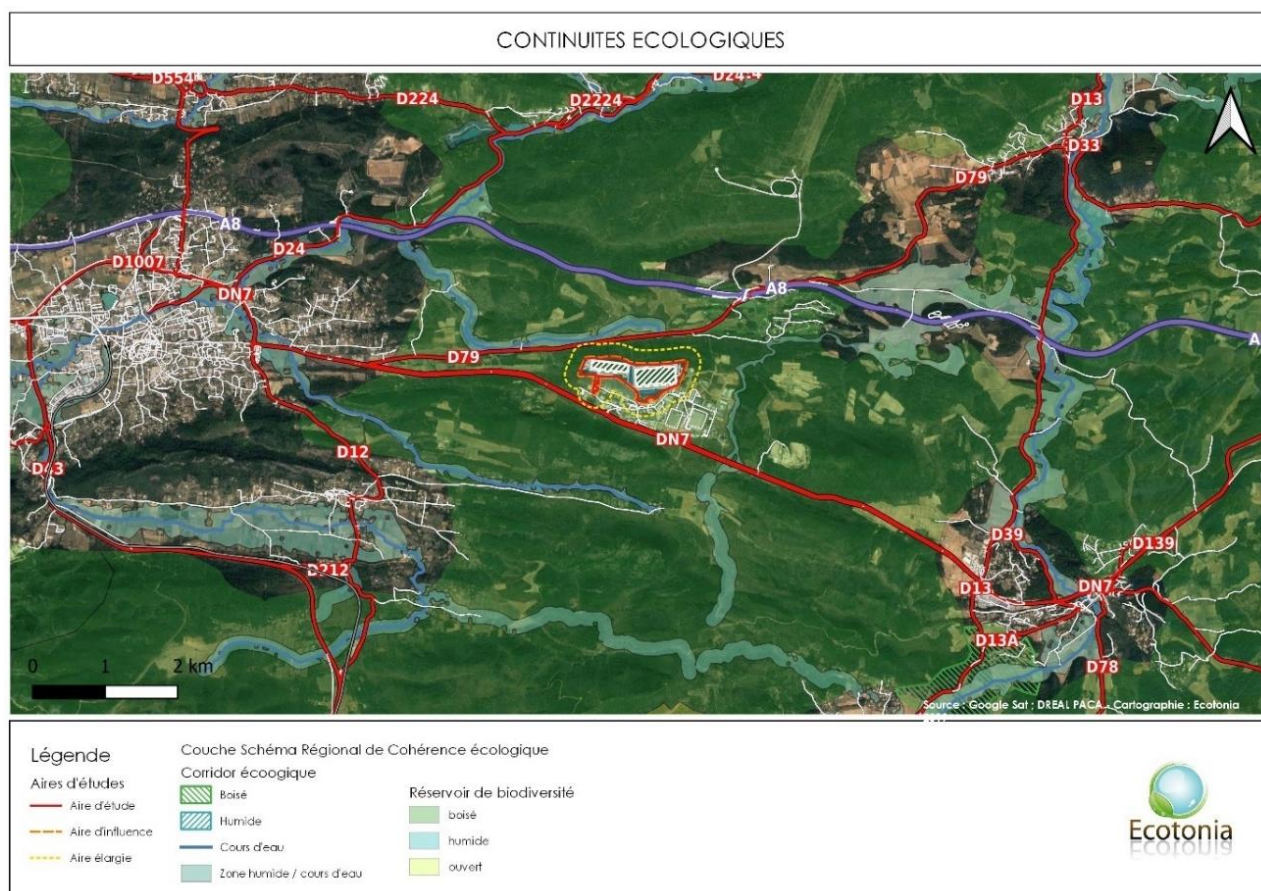 CONTINUITES ECOLOGIQUES
D554
D224
D2224
D13
D33
D79
A8
D24
D1007
DN7
A8
D79
DN7
D43
D12
D212
D39
D139
D13
DN7
D13A
D78
0 1 2 km
Source : Google Sat ; DREAL PACA - Cartographie : Ecotonia
Légende
Aires d'études
Aire d'étude
Aire d'influence
Aire élargie
Couche Schéma Régional de Cohérence écologique
Corridor écoogique
Boisé
Humide
Cours d'eau
Zone humide / cours d'eau
Réservoir de biodiversité
boisé
humide
ouvert
Ecotonia